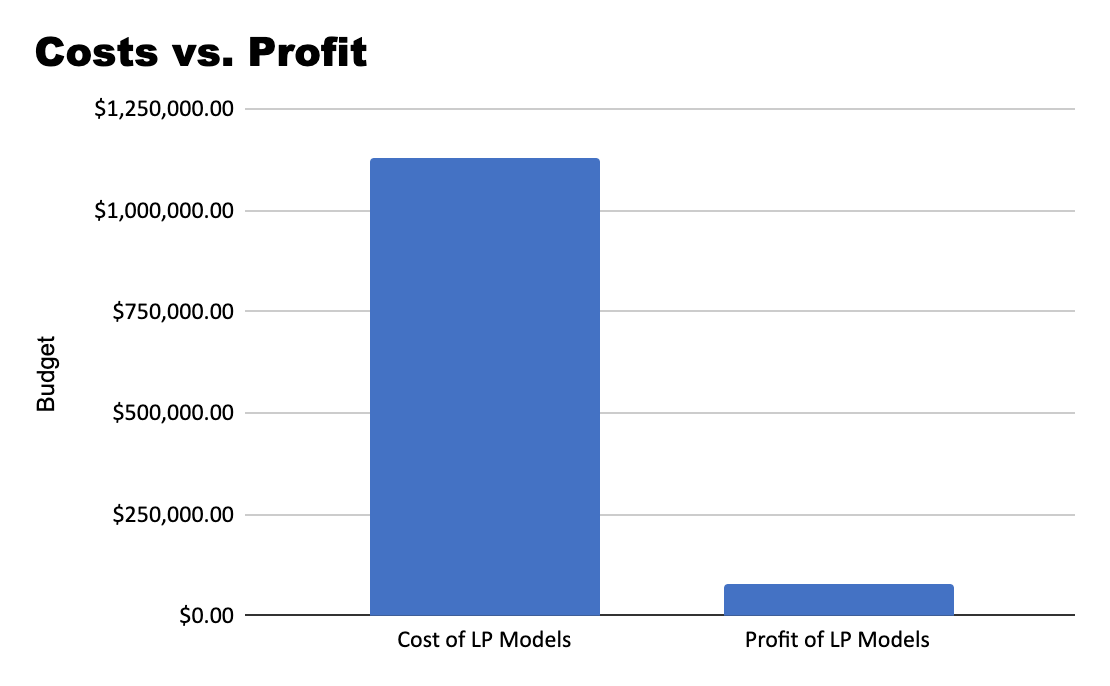 Costs vs. Profit
$1,250,000.00
$1,000,000.00
$750,000.00
$500,000.00
$250,000.00
$0.00
Budget
Cost of LP Models
Profit of LP Models